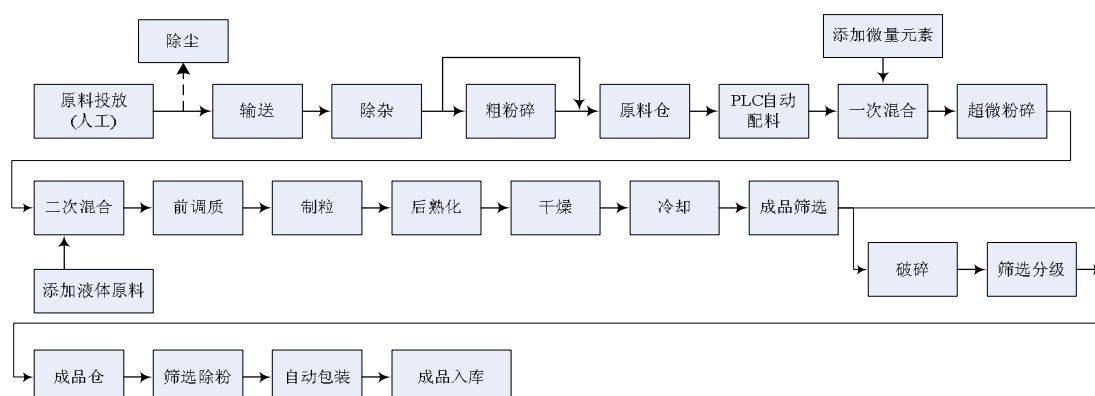 除尘
添加微量元素
原料投放
(人工)
输送
除杂
粗粉碎
原料仓
PLC自动
配料
一次混合
超微粉碎
二次混合
前调质
制粒
后熟化
干燥
冷却
成品筛选
添加液体原料
破碎
筛选分级
成品仓
筛选除粉
自动包装
成品入库